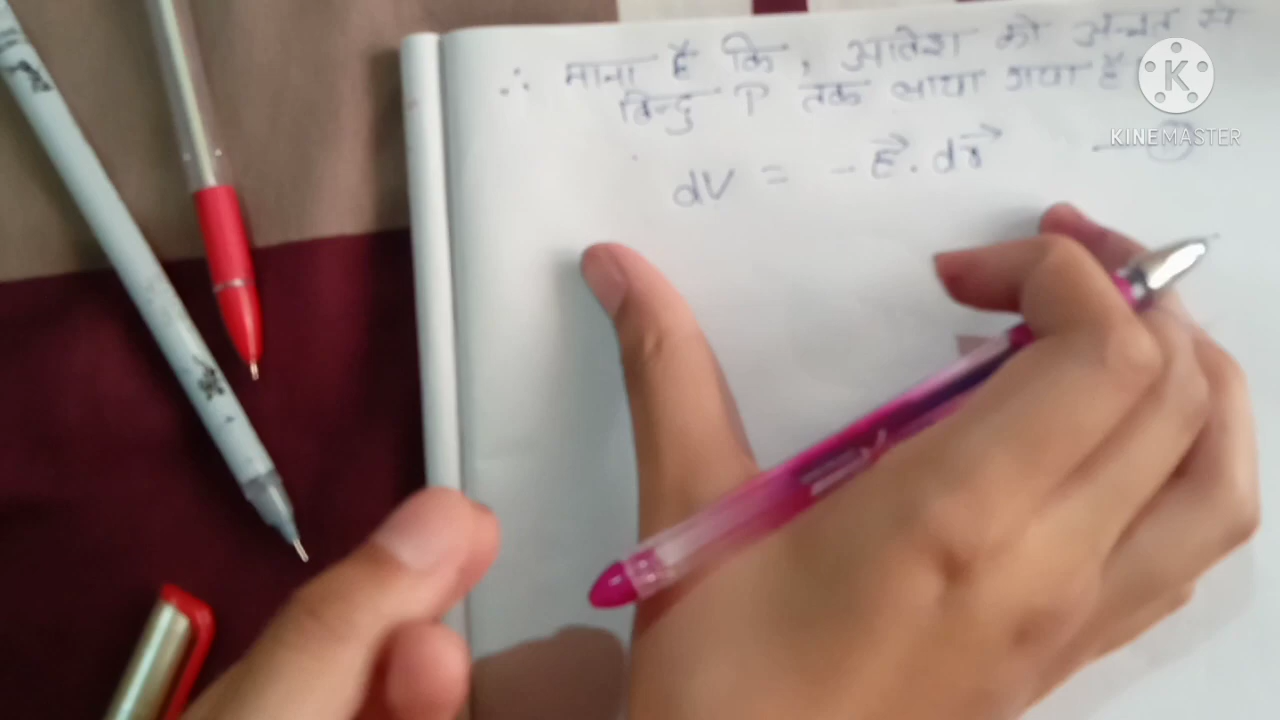 ∴ माना है कि, आवेश को अनन्त से
बिन्दु P तक लाया गया है
dV = - E⃗ . dr⃗
KINEMASTER